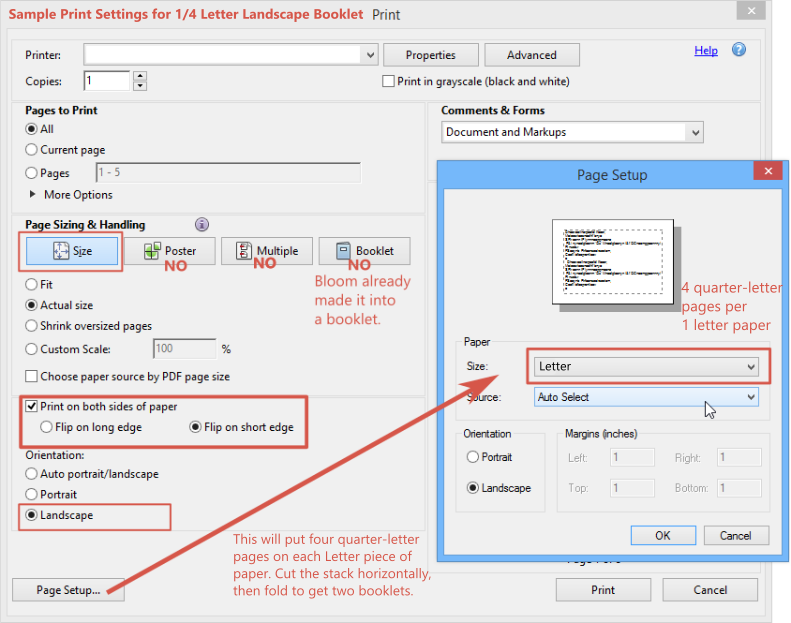 Sample Print Settings for 1/4 Letter Landscape Booklet Print
Printer: Properties Advanced Help
Copies: 1 Print in grayscale (black and white)
Pages to Print
All
Current page
Pages 1 - 5
More Options
Comments & Forms
Document and Markups
Page Sizing & Handling
Size Poster Multiple Booklet
NO NO NO
Bloom already
made it into
a booklet.
Fit
Actual size
Shrink oversized pages
Custom Scale: 100 %
Choose paper source by PDF page size
Print on both sides of paper
Flip on long edge Flip on short edge
Orientation:
Auto portrait/landscape
Portrait
Landscape
This will put four quarter-letter
pages on each Letter piece of
paper. Cut the stack horizontally,
then fold to get two booklets.
Page Setup...
Print Cancel
Page Setup
4 quarter-letter
pages per
1 letter paper
Paper
Size: Letter
Source: Auto Select
Orientation
Portrait
Landscape
Margins (inches)
Left: 1 Right: 1
Top: 1 Bottom: 1
OK Cancel